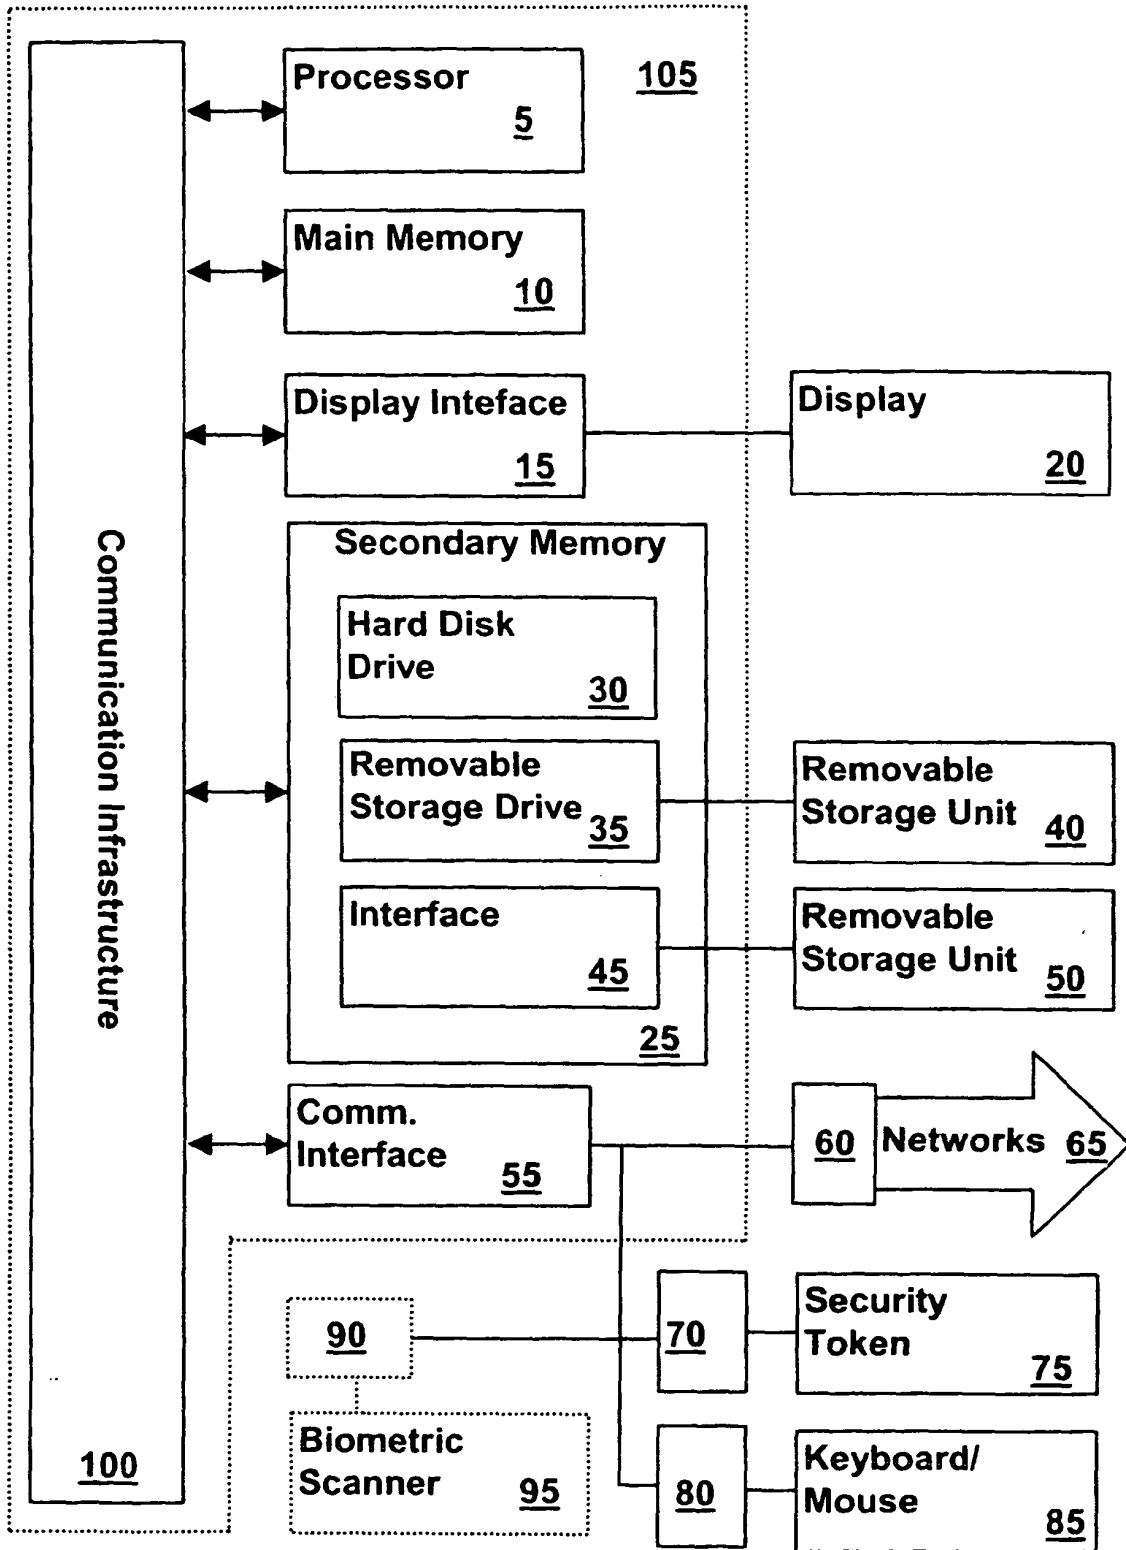 Processor
5
105
Main Memory
10
Display Inteface
15
Display
20
Communication Infrastructure
100
Secondary Memory
Hard Disk
Drive
30
Removable
Storage Drive
35
Removable
Storage Unit
40
Interface
45
Removable
Storage Unit
50
25
Comm.
Interface
55
60
Networks 65
90
70
Security
Token
75
Biometric
Scanner
95
80
Keyboard/
Mouse
85